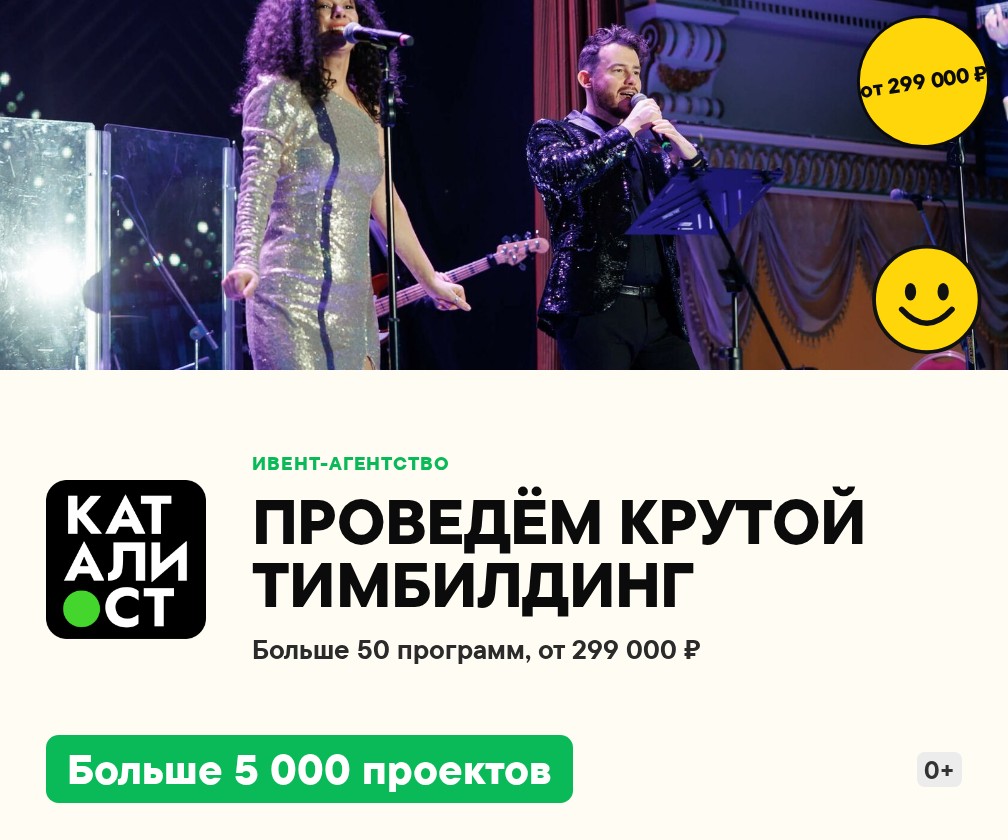 от 299 000 ₽
ИВЕНТ-АГЕНТСТВО
КАТ
АЛИ
СТ
ПРОВЕДЁМ КРУТОЙ
ТИМБИЛДИНГ
Больше 50 программ, от 299 000 ₽
Больше 5 000 проектов
0+